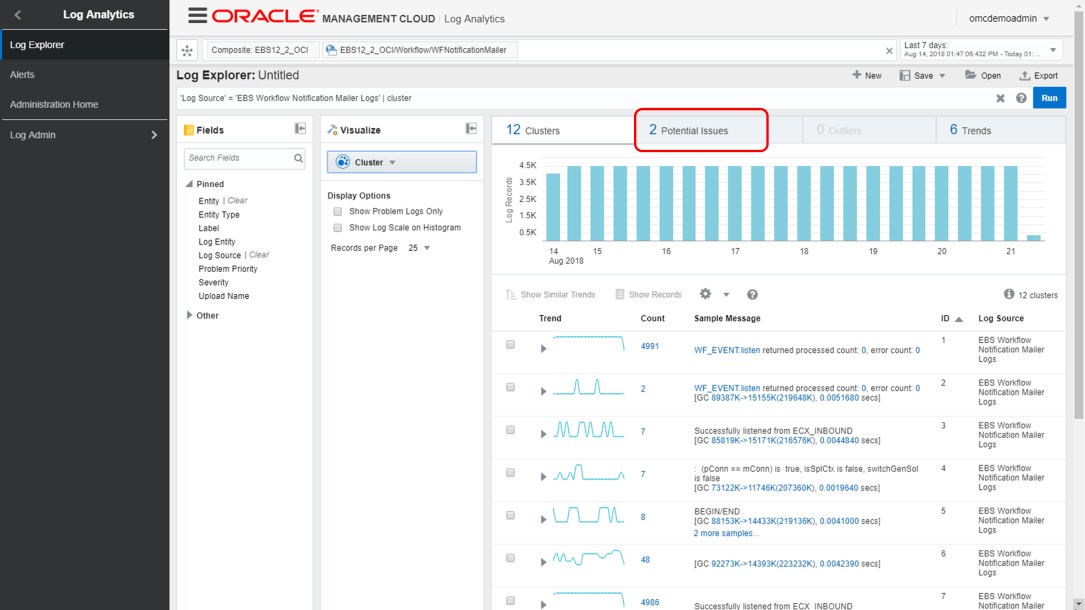 Log Analytics
Log Explorer
Alerts
Administration Home
Log Admin
ORACLE MANAGEMENT CLOUD | Log Analytics
omcdemoadmin
Composite: EBS12_2_OCI
EBS12_2_OCI/Workflow/WFNotificationMailer
Last 7 days:
Aug 14, 2018 01:47:06.432 PM - Today 01:...
Log Explorer: Untitled
New
Save
Open
Export
'Log Source' = 'EBS Workflow Notification Mailer Logs' | cluster
Run
Fields
Search Fields
Pinned
Entity | Clear
Entity Type
Label
Log Entity
Log Source | Clear
Problem Priority
Severity
Upload Name
Other
Visualize
Cluster
Display Options
Show Problem Logs Only
Show Log Scale on Histogram
Records per Page 25
12 Clusters
2 Potential Issues
0 Outliers
6 Trends
Log Records
4.5K
3.5K
2.5K
1.5K
0.5K
14 15 16 17 18 19 20 21
Aug 2018
Show Similar Trends
Show Records
12 clusters
Trend Count Sample Message ID Log Source
4991
WF_EVENT.listen returned processed count: 0, error count: 0
1
EBS Workflow
Notification Mailer
Logs
2
WF_EVENT.listen returned processed count: 0, error count: 0
[GC 89387K->15155K(219648K), 0.0051680 secs]
2
EBS Workflow
Notification Mailer
Logs
7
Successfully listened from ECX_INBOUND
[GC 85819K->15171K(216576K), 0.0044840 secs]
3
EBS Workflow
Notification Mailer
Logs
7
: (pConn == mConn) is true, isSplCtx is false, switchGenSol
is false
[GC 73122K->11746K(207360K), 0.0019640 secs]
4
EBS Workflow
Notification Mailer
Logs
8
BEGIN/END
[GC 88153K->14433K(219136K), 0.0041000 secs]
2 more samples...
5
EBS Workflow
Notification Mailer
Logs
48
[GC 92273K->14393K(223232K), 0.0042390 secs]
6
EBS Workflow
Notification Mailer
Logs
4986
Successfully listened from ECX_INBOUND
7
EBS Workflow
Notification Mailer